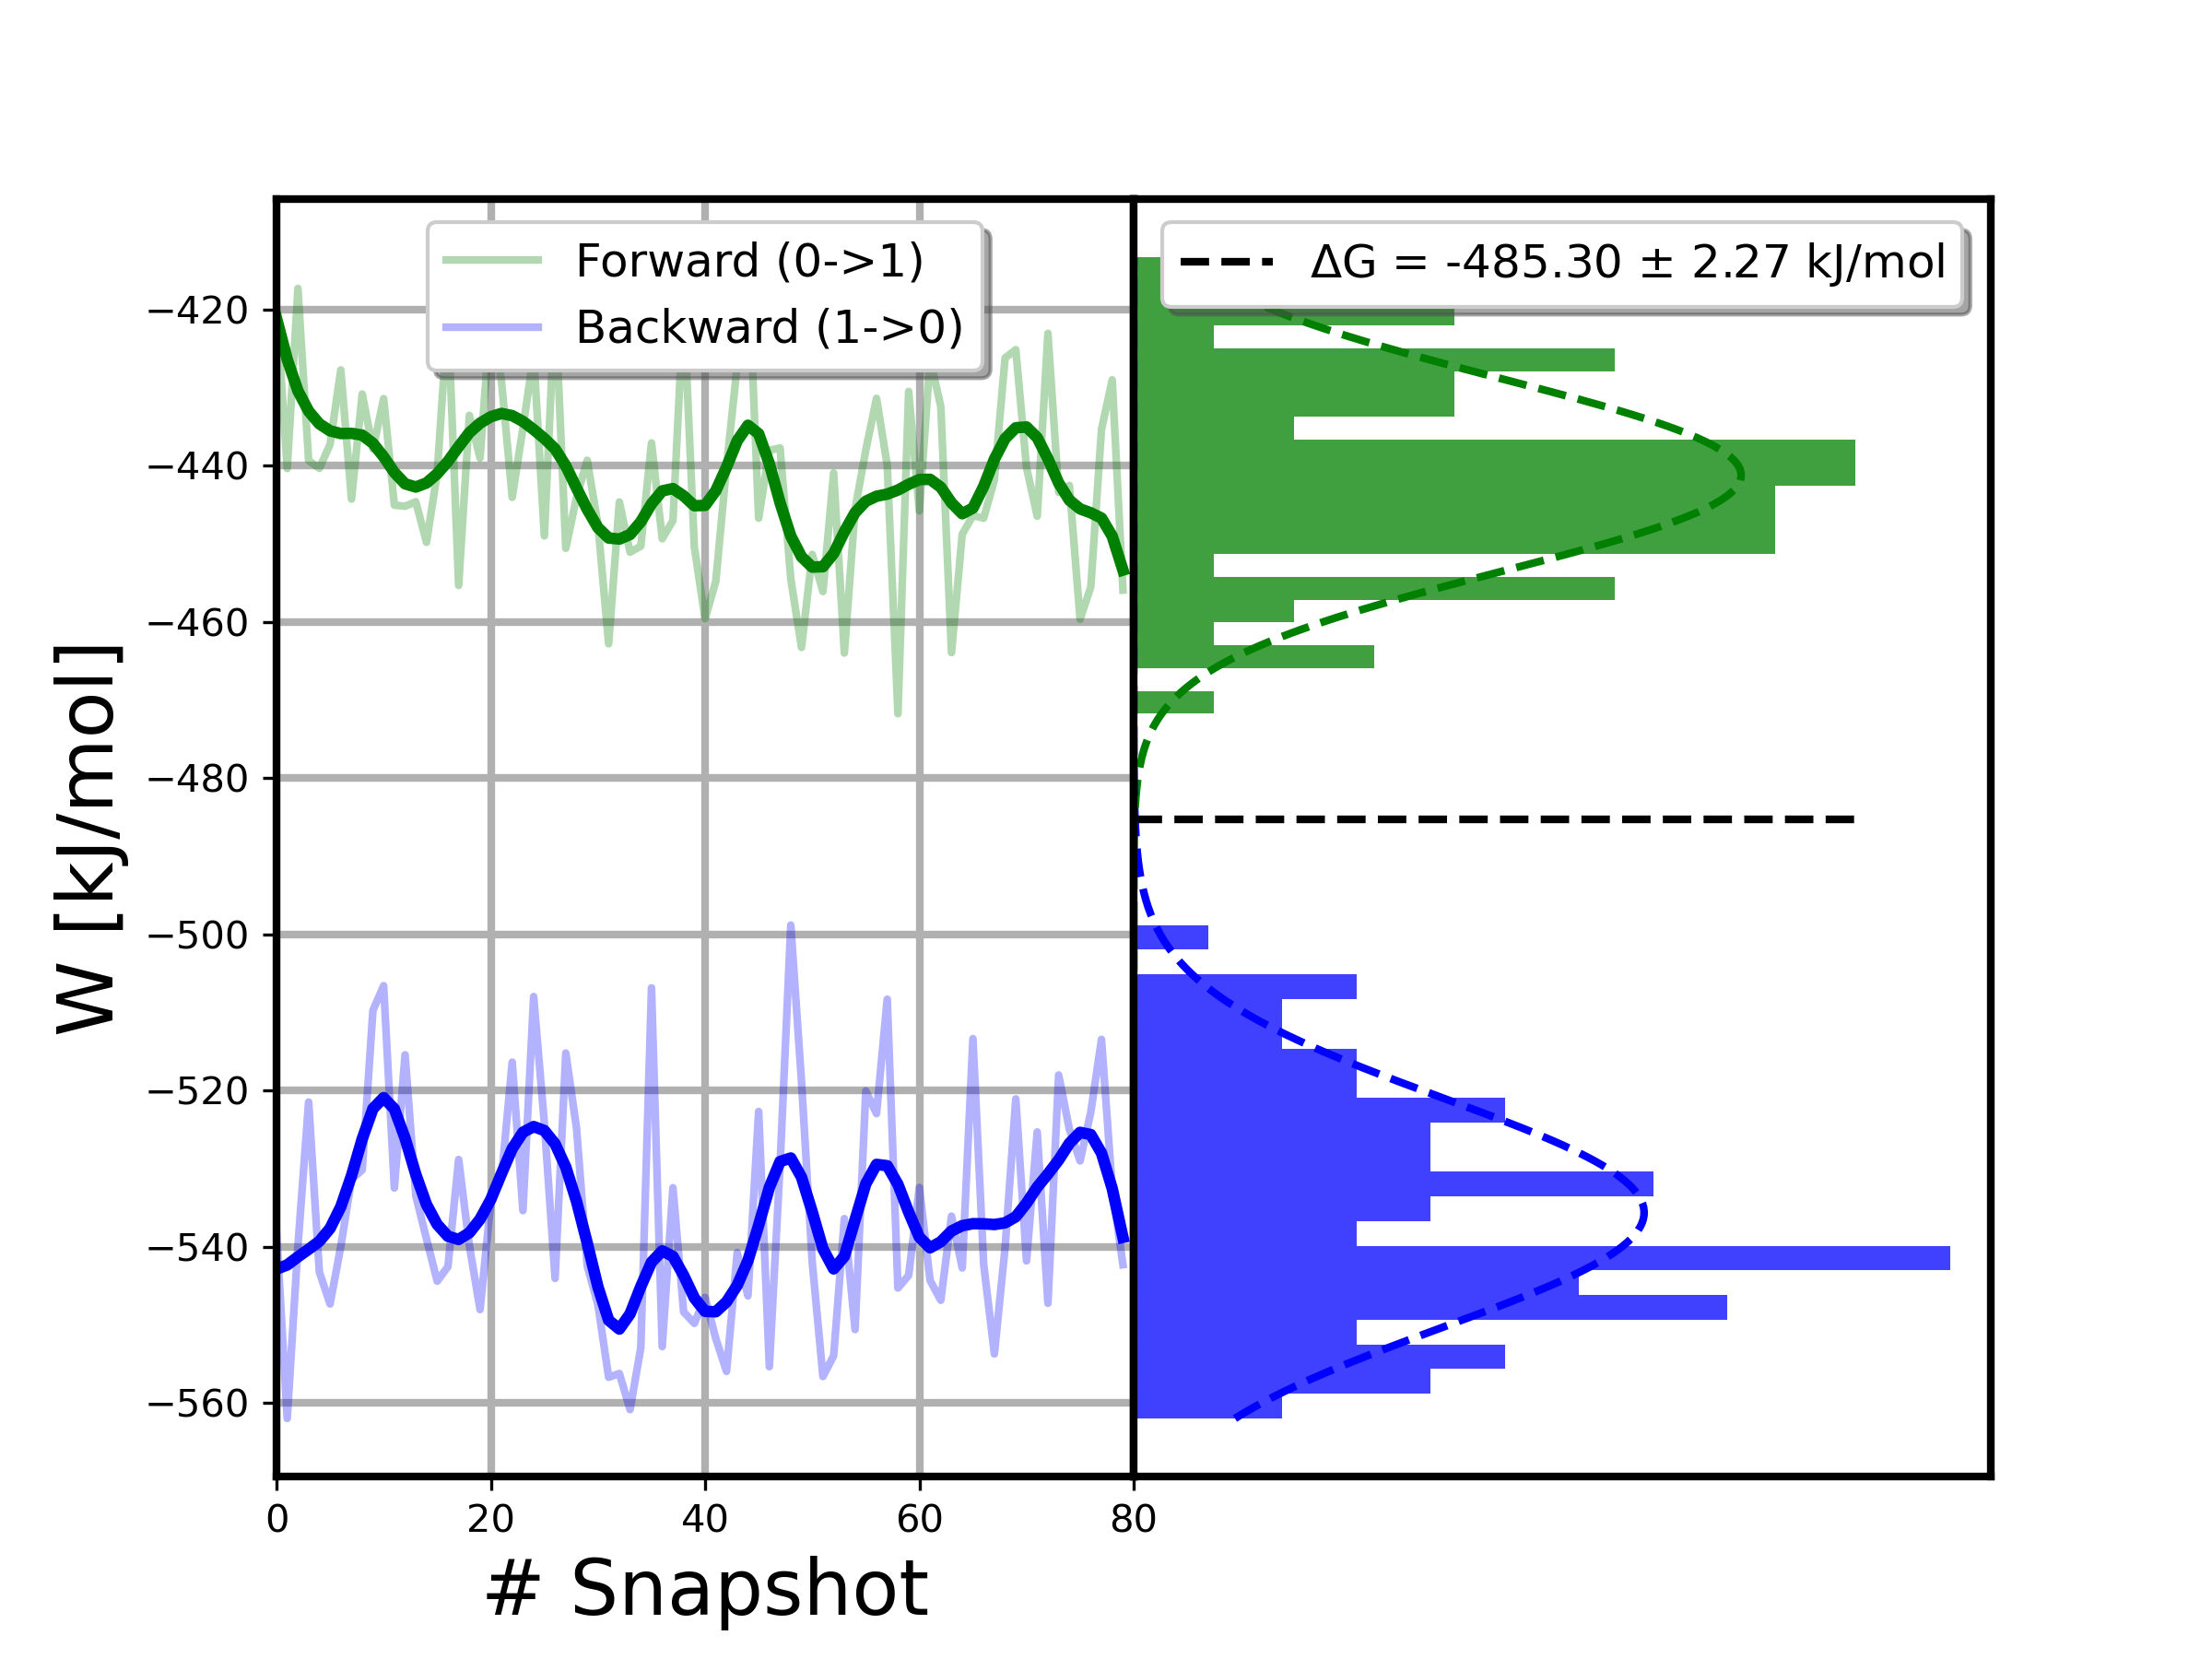 Forward (0->1)
Backward (1->0)
ΔG = -485.30 ± 2.27 kJ/mol
W [kJ/mol]
−420
−440
−460
−480
−500
−520
−540
−560
0 20 40 60 80
# Snapshot